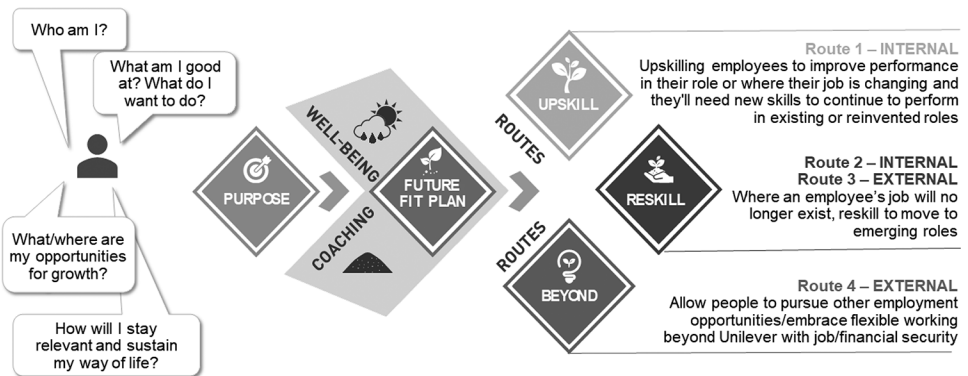 Who am I?
What am I good
at? What do I
want to do?
What/where are
my opportunities
for growth?
How will I stay
relevant and sustain
my way of life?
PURPOSE
WELL-BEING
COACHING
FUTURE
FIT PLAN
ROUTES
ROUTES
UPSKILL
RESKILL
BEYOND
Route 1 – INTERNAL
Upskilling employees to improve performance
in their role or where their job is changing and
they'll need new skills to continue to perform
in existing or reinvented roles
Route 2 – INTERNAL
Route 3 – EXTERNAL
Where an employee's job will no
longer exist, reskill to move to
emerging roles
Route 4 – EXTERNAL
Allow people to pursue other employment
opportunities/embrace flexible working
beyond Unilever with job/financial security